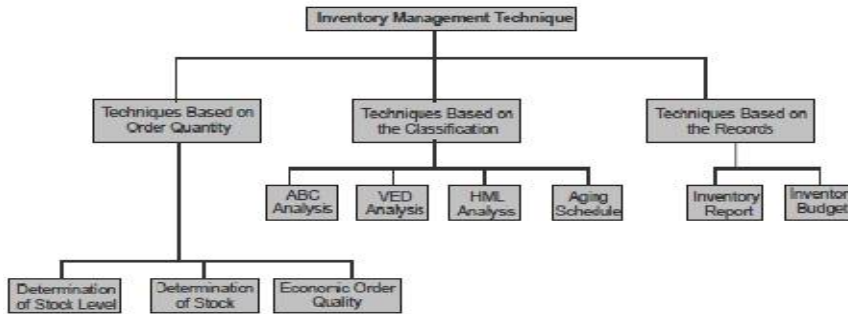 Inventory Management Technique
Techniques Based on
Order Quantity
Techniques Based on
the Classification
Techniques Based on
the Records
ABC
Analysis
VED
Analysis
HML
Analysis
Aging
Schedule
Inventory
Report
Inventory
Budget
Determination
of Stock Level
Determination
of Stock
Economic Order
Quality